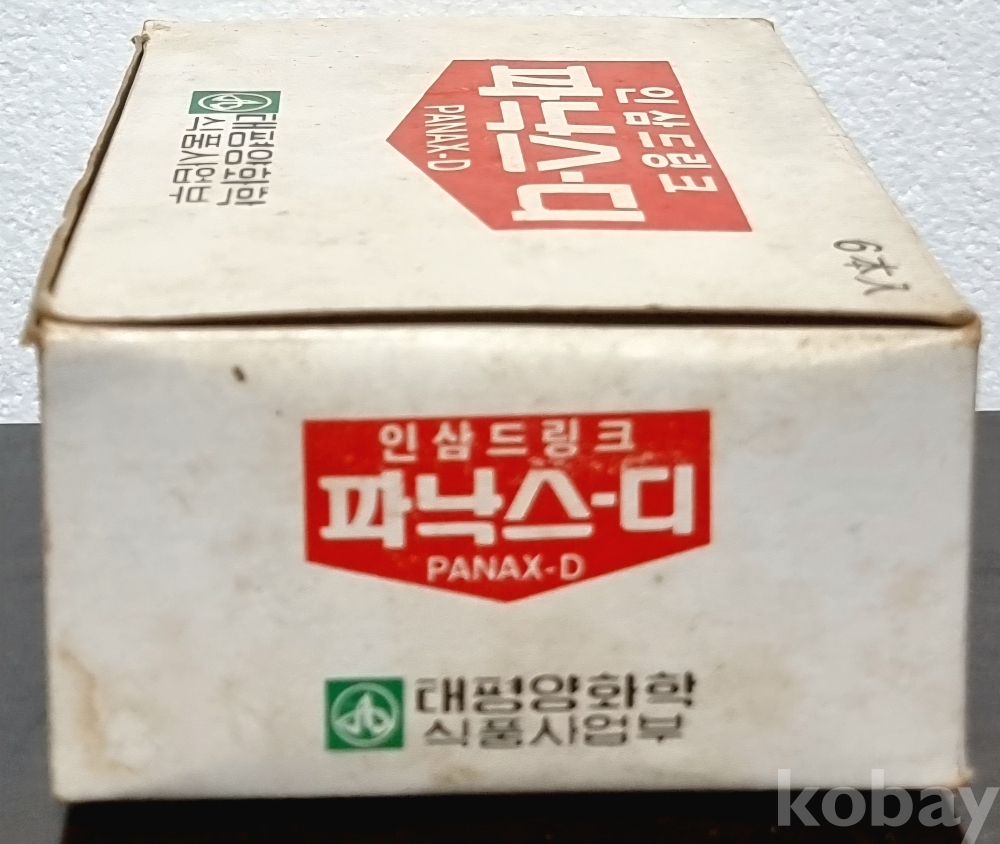 인삼드링크
파낙스-디
PANAX-D
대평양화학
식품사업부
6本入
인삼드링크
파낙스-디
PANAX-D
대평양화학
식품사업부
kobay